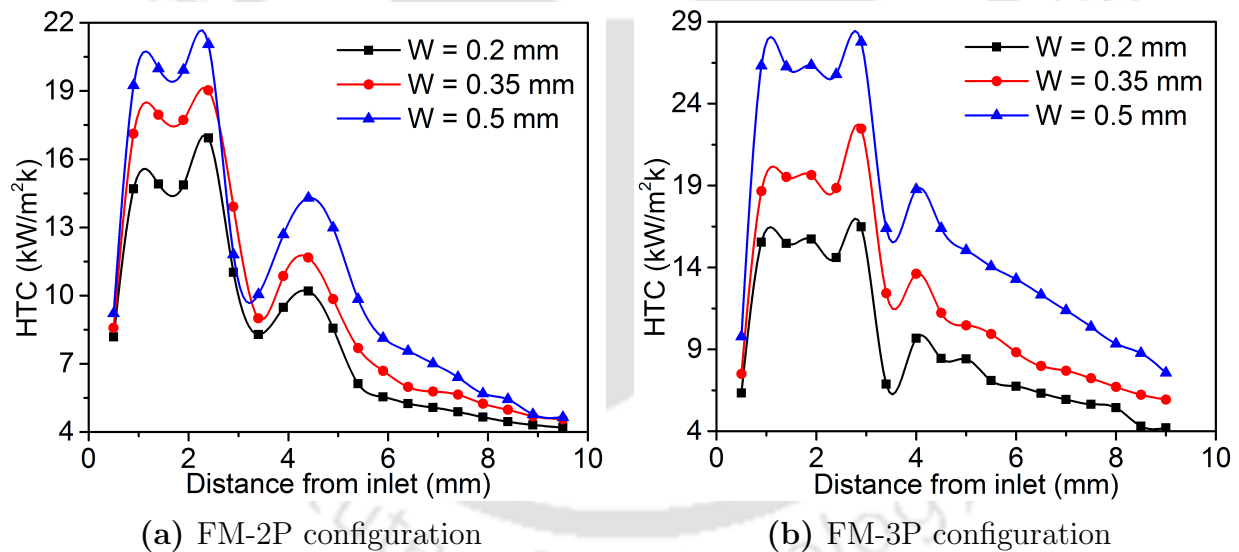 22
19
16
13
10
7
4
HTC (kW/m²k)
W = 0.2 mm
W = 0.35 mm
W = 0.5 mm
0 2 4 6 8 10
Distance from inlet (mm)
(a) FM-2P configuration
29
24
19
14
9
4
HTC (kW/m²k)
W = 0.2 mm
W = 0.35 mm
W = 0.5 mm
0 2 4 6 8 10
Distance from inlet (mm)
(b) FM-3P configuration